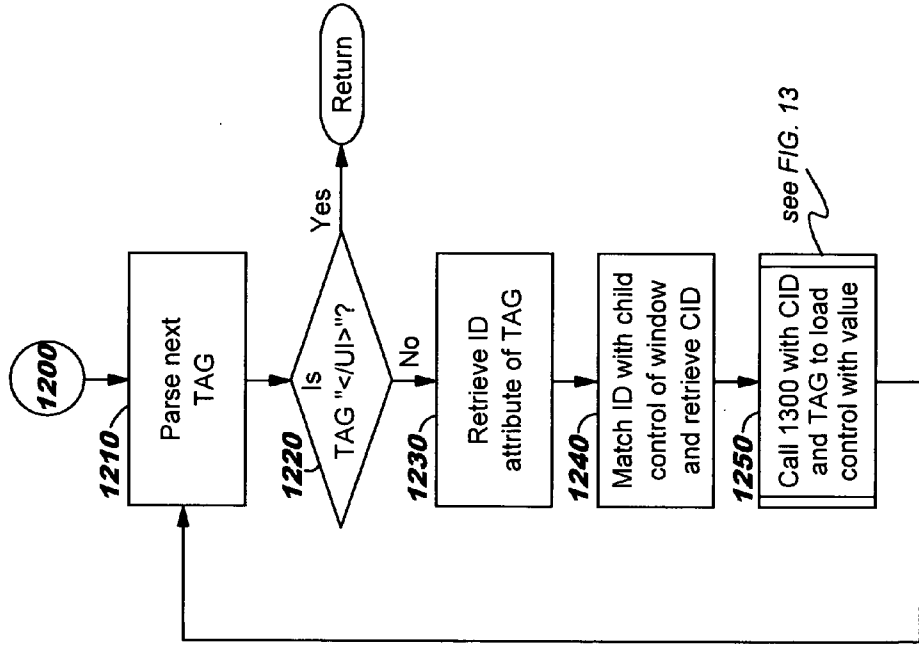 1200
1210
Parse next
TAG
1220
Is
TAG "</UI>"?
Yes
Return
No
1230
Retrieve ID
attribute of TAG
1240
Match ID with child
control of window
and retrieve CID
1250
see FIG. 13
Call 1300 with CID
and TAG to load
control with value